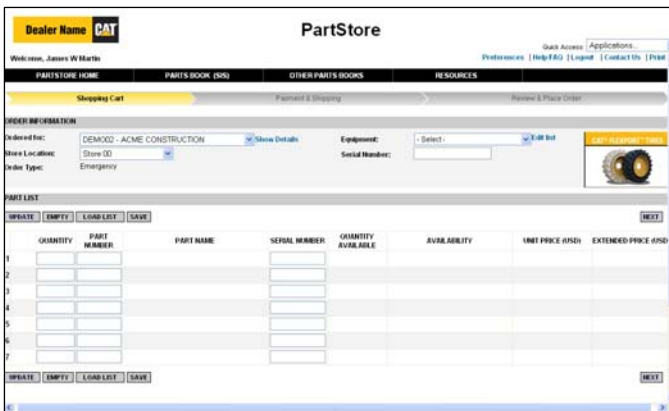 Dealer Name CAT
PartStore
Quick Access: Applications...
Welcome, James W Martin
Preferences | Help/FAQ | Logout | Contact Us | Print
PARTSTORE HOME PARTS BOOK (SIS) OTHER PARTS BOOKS RESOURCES
Shopping Cart Payment & Shipping Review & Place Order
ORDER INFORMATION
Ordered for: DEMO02 - ACME CONSTRUCTION Show Details Equipment: - Select - Edit list
CAT® FLEXPORT™ TIRES
Store Location: Store 00 Serial Number:
Order Type: Emergency
PART LIST
UPDATE EMPTY LOAD LIST SAVE NEXT
QUANTITY PART NUMBER PART NAME SERIAL NUMBER QUANTITY AVAILABLE AVAILABILITY UNIT PRICE (USD) EXTENDED PRICE (USD
1
2
3
4
5
6
7
UPDATE EMPTY LOAD LIST SAVE NEXT